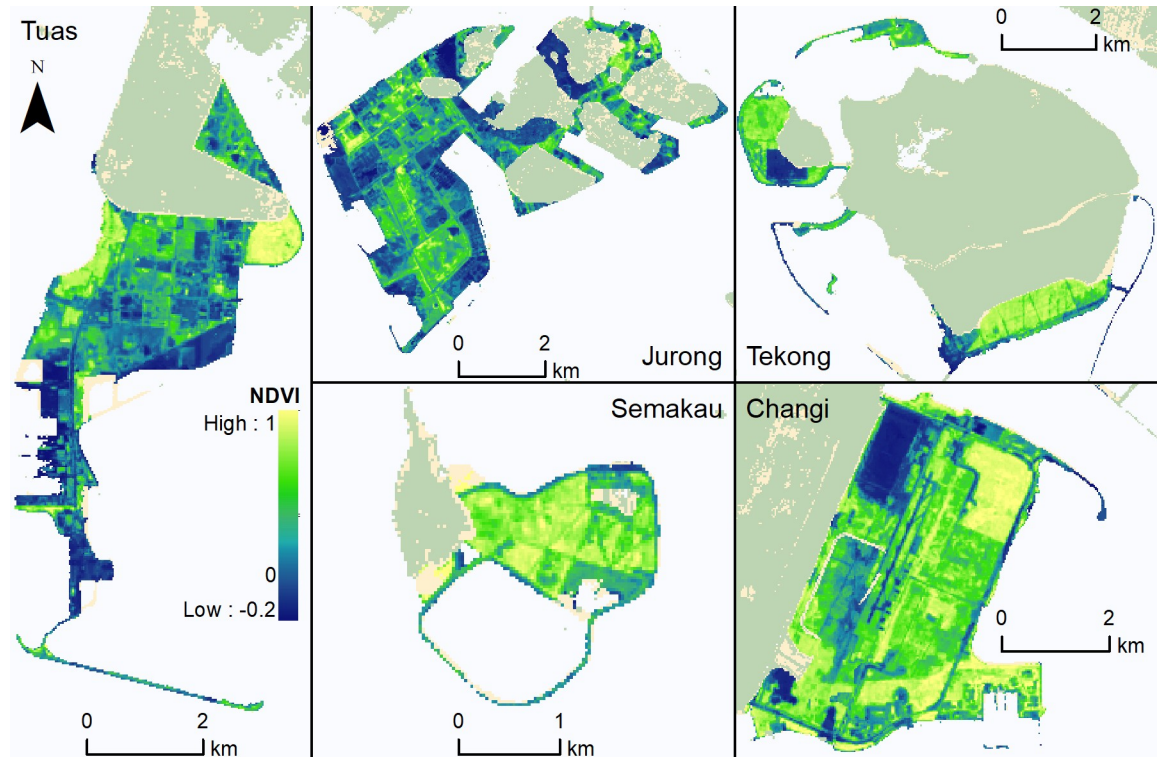 Tuas
N
NDVI
High : 1
0
Low : -0.2
0 2
km
0 2
km
Jurong
0 2
km
Tekong
Semakau
0 1
km
Changi
0 2
km